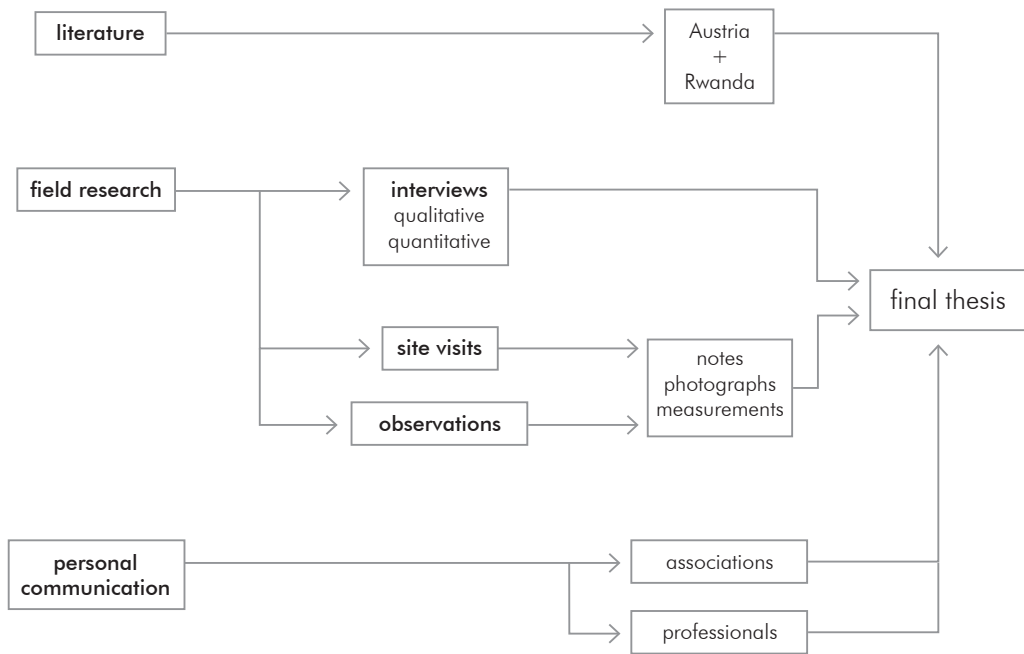 literature
Austria
+
Rwanda
field research
interviews
qualitative
quantitative
final thesis
site visits
notes
photographs
measurements
observations
personal
communication
associations
professionals